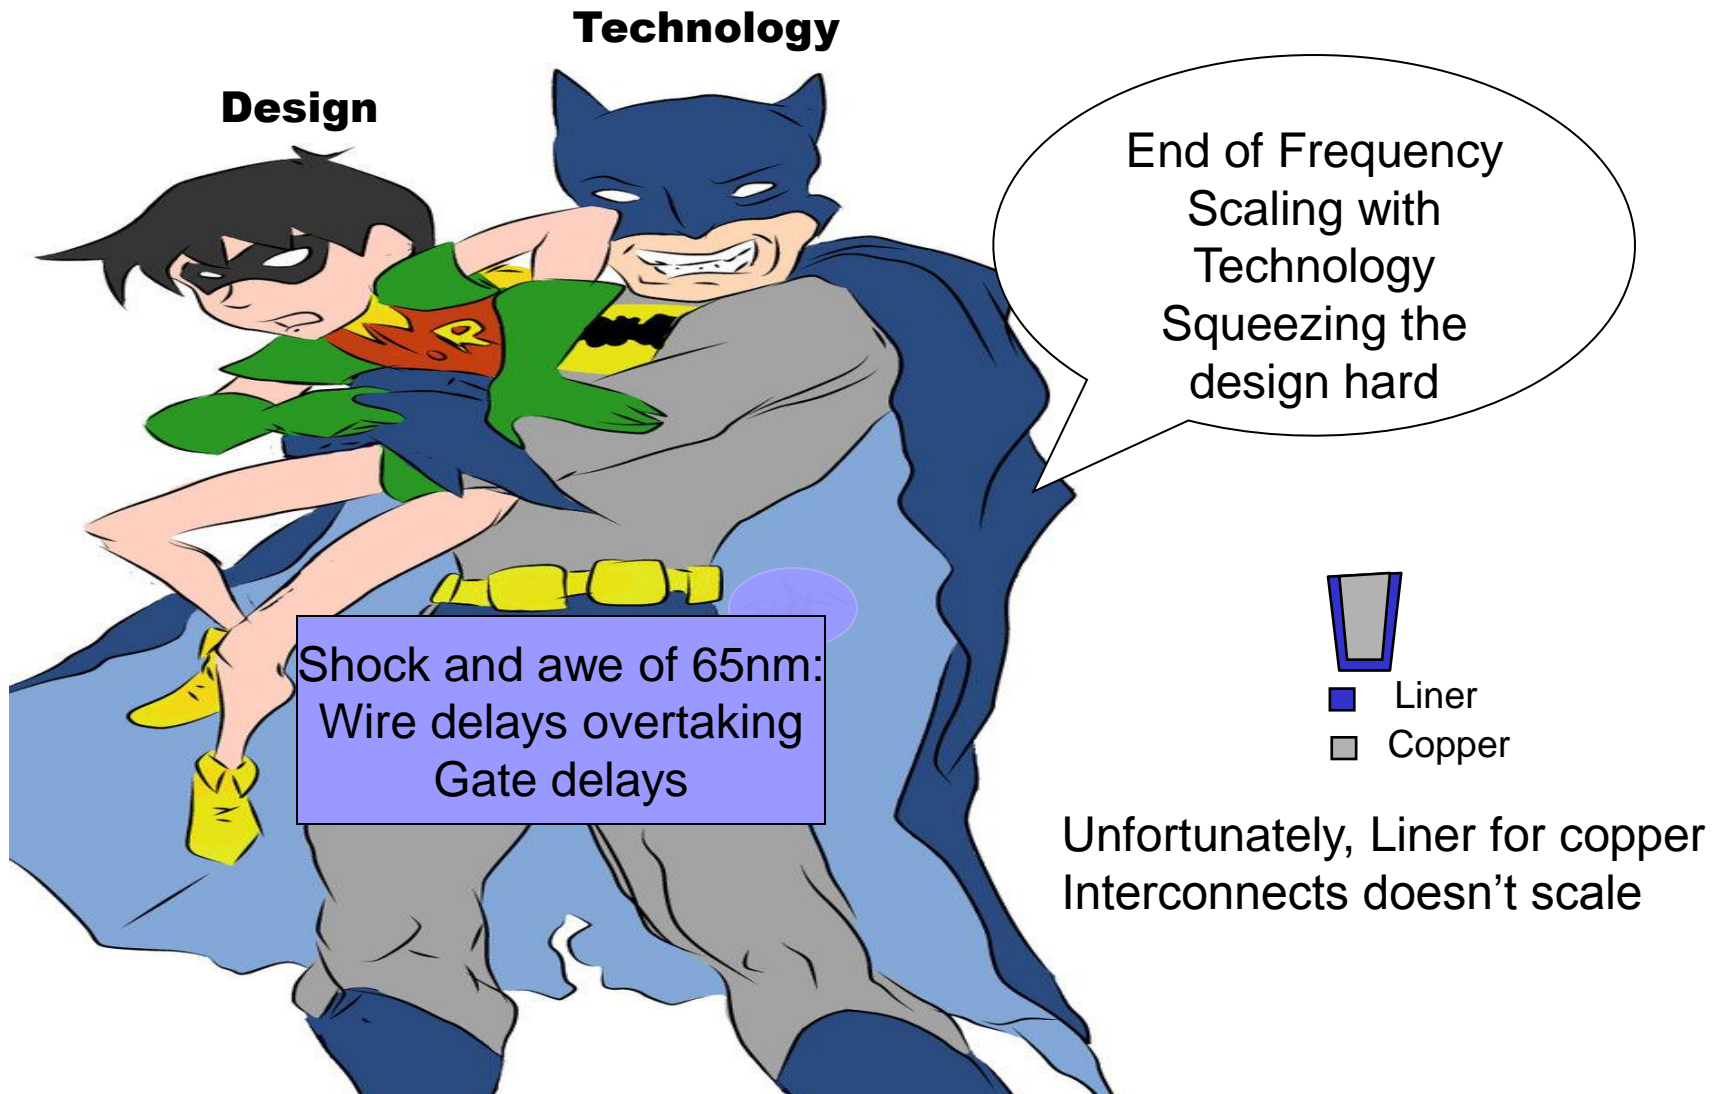 Technology
Design
End of Frequency
Scaling with
Technology
Squeezing the
design hard
R
Shock and awe of 65nm:
Wire delays overtaking
Gate delays
Liner
Copper
Unfortunately, Liner for copper
Interconnects doesn’t scale